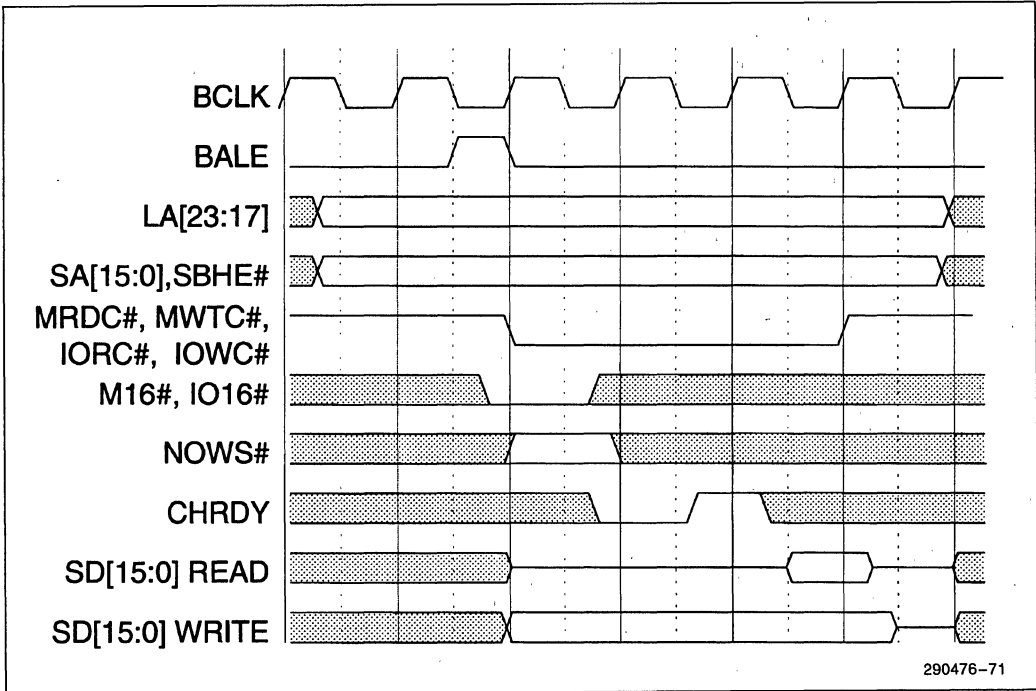 BCLK
BALE
LA[23:17]
SA[15:0],SBHE#
MRDC#, MWTC#,
IORC#, IOWC#
M16#, IO16#
NOWS#
CHRDY
SD[15:0] READ
SD[15:0] WRITE
290476-71